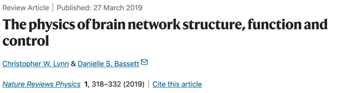 Review Article | Published: 27 March 2019
The physics of brain network structure, function and
control
Christopher W. Lynn & Danielle S. Bassett
Nature Reviews Physics 1, 318–332 (2019) | Cite this article